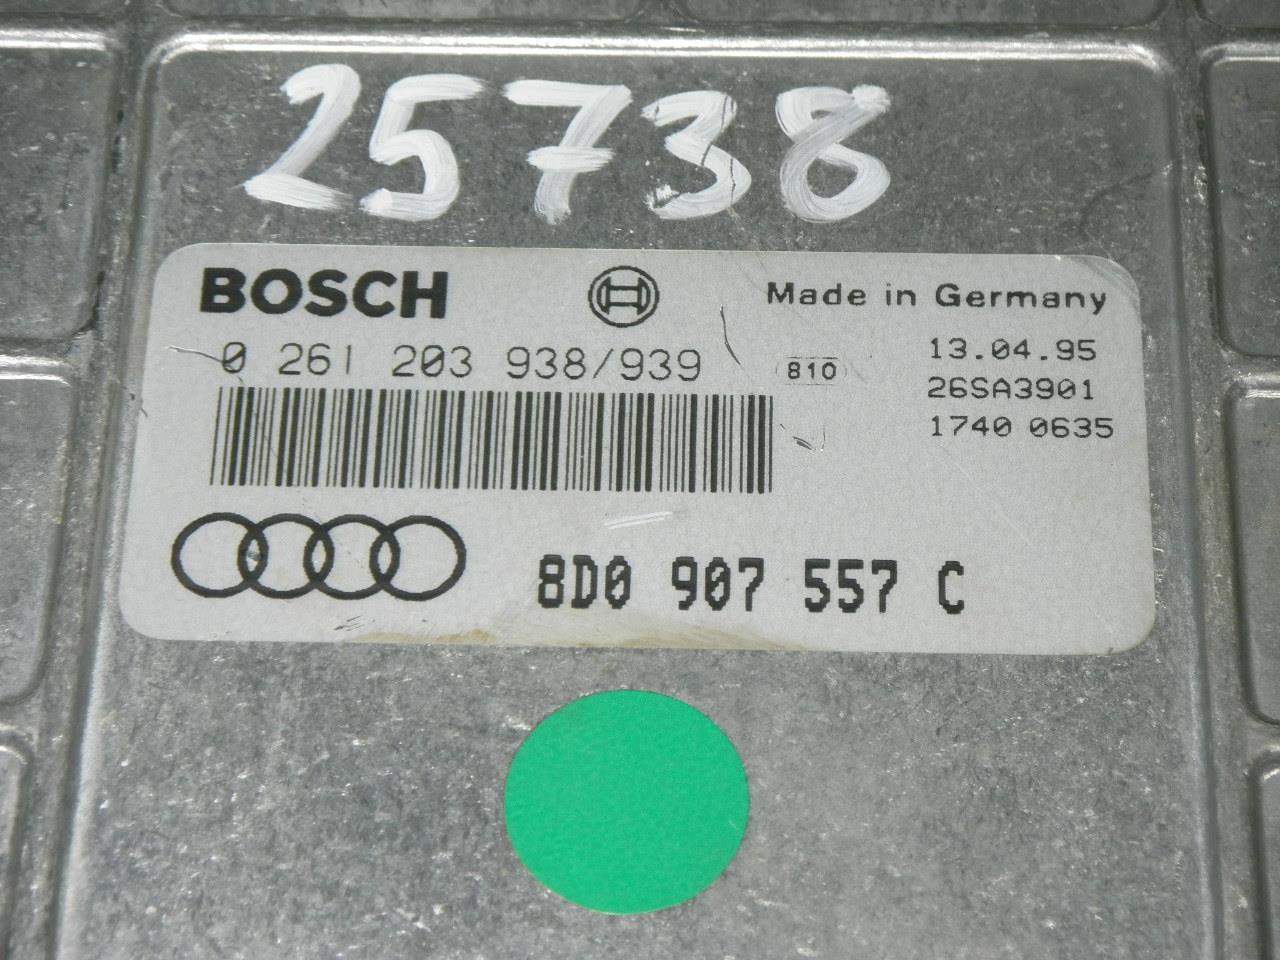 25738
BOSCH
Made in Germany
0 261 203 938/939
810
13.04.95
26SA3901
1740 0635
8D0 907 557 C